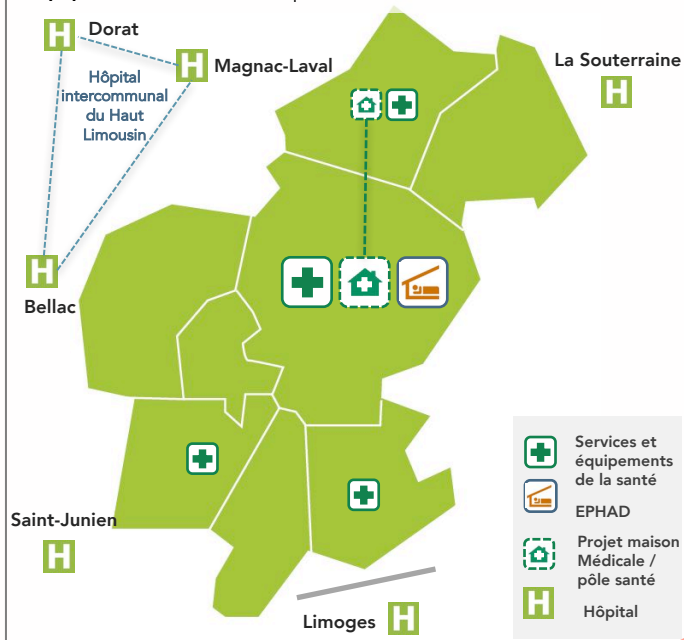 Dorat
H
H
Magnac-Laval
La Souterraine
H
Hôpital
intercommunal
du Haut
Limousin
H
Bellac
Saint-Junien
H
Limoges
H
Services et
équipements
de la santé
EPHAD
Projet maison
Médicale /
pôle santé
H
Hôpital